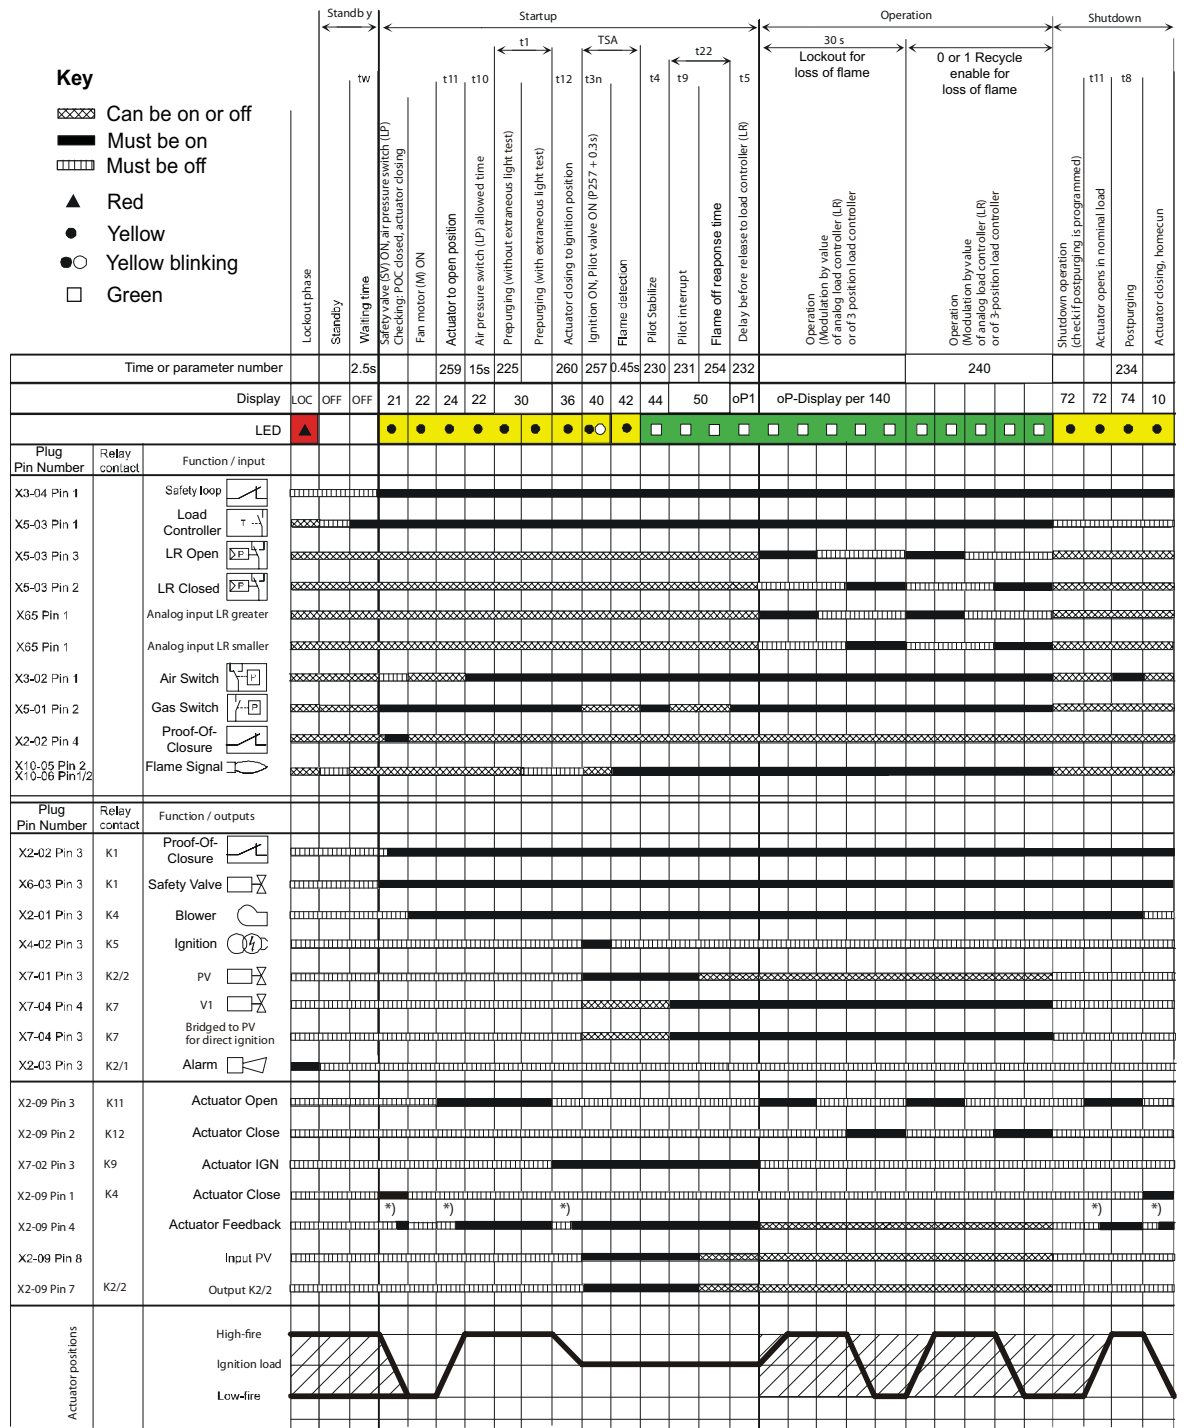 Standby
Startup
Operation
Shutdown
t1
TSA
t22
30 s
Lockout for
loss of flame
0 or 1 Recycle
enable for
loss of flame
tw
t11
t10
t12
t3n
t4
t9
t5
t11
t8
Key
Can be on or off
Must be on
Must be off
Red
Yellow
Yellow blinking
Green
Lockout phase
Standby
Waiting time
Safety valve (SV) ON, air pressure switch (LP)
Checking: POC closed, actuator closing
Fan motor (M) ON
Actuator to open position
Air pressure switch (LP) allowed time
Prepurging (without extraneous light test)
Prepurging (with extraneous light test)
Actuator closing to ignition position
Ignition ON, Pilot valve ON (P257 + 0.3s)
Flame detection
Pilot Stabilize
Pilot interrupt
Flame off reaponse time
Delay before release to load controller (LR)
Operation
(Modulation by value
of analog load controller (LR)
or of 3 position load controller
Operation
(Modulation by value
of analog load controller (LR)
or of 3-position load controller
Shutdown operation
(check if postpurging is programmed)
Actuator opens in nominal load
Postpurging
Actuator closing, homecun
Time or parameter number 2.5s 259 15s 225 260 257 0.45s 230 231 254 232 240 234
Display LOC OFF OFF 21 22 24 22 30 36 40 42 44 50 oP1 oP-Display per 140 72 72 74 10
LED
Plug
Pin Number
Relay
contact
Function / input
X3-04 Pin 1 Safety loop
X5-03 Pin 1 Load
Controller
T
X5-03 Pin 3 LR Open P
X5-03 Pin 2 LR Closed P
X65 Pin 1 Analog input LR greater
X65 Pin 1 Analog input LR smaller
X3-02 Pin 1 Air Switch P
X5-01 Pin 2 Gas Switch P
X2-02 Pin 4 Proof-Of-
Closure
X10-05 Pin 2
X10-06 Pin1/2
Flame Signal
Plug
Pin Number
Relay
contact
Function / outputs
X2-02 Pin 3 K1 Proof-Of-
Closure
X6-03 Pin 3 K1 Safety Valve
X2-01 Pin 3 K4 Blower
X4-02 Pin 3 K5 Ignition
X7-01 Pin 3 K2/2 PV
X7-04 Pin 4 K7 V1
X7-04 Pin 3 K7 Bridged to PV
for direct ignition
X2-03 Pin 3 K2/1 Alarm
X2-09 Pin 3 K11 Actuator Open
X2-09 Pin 2 K12 Actuator Close
X7-02 Pin 3 K9 Actuator IGN
X2-09 Pin 1 K4 Actuator Close
*) *) *) *) *)
X2-09 Pin 4 Actuator Feedback
X2-09 Pin 8 Input PV
X2-09 Pin 7 K2/2 Output K2/2
Actuator positions
High-fire
Ignition load
Low-fire